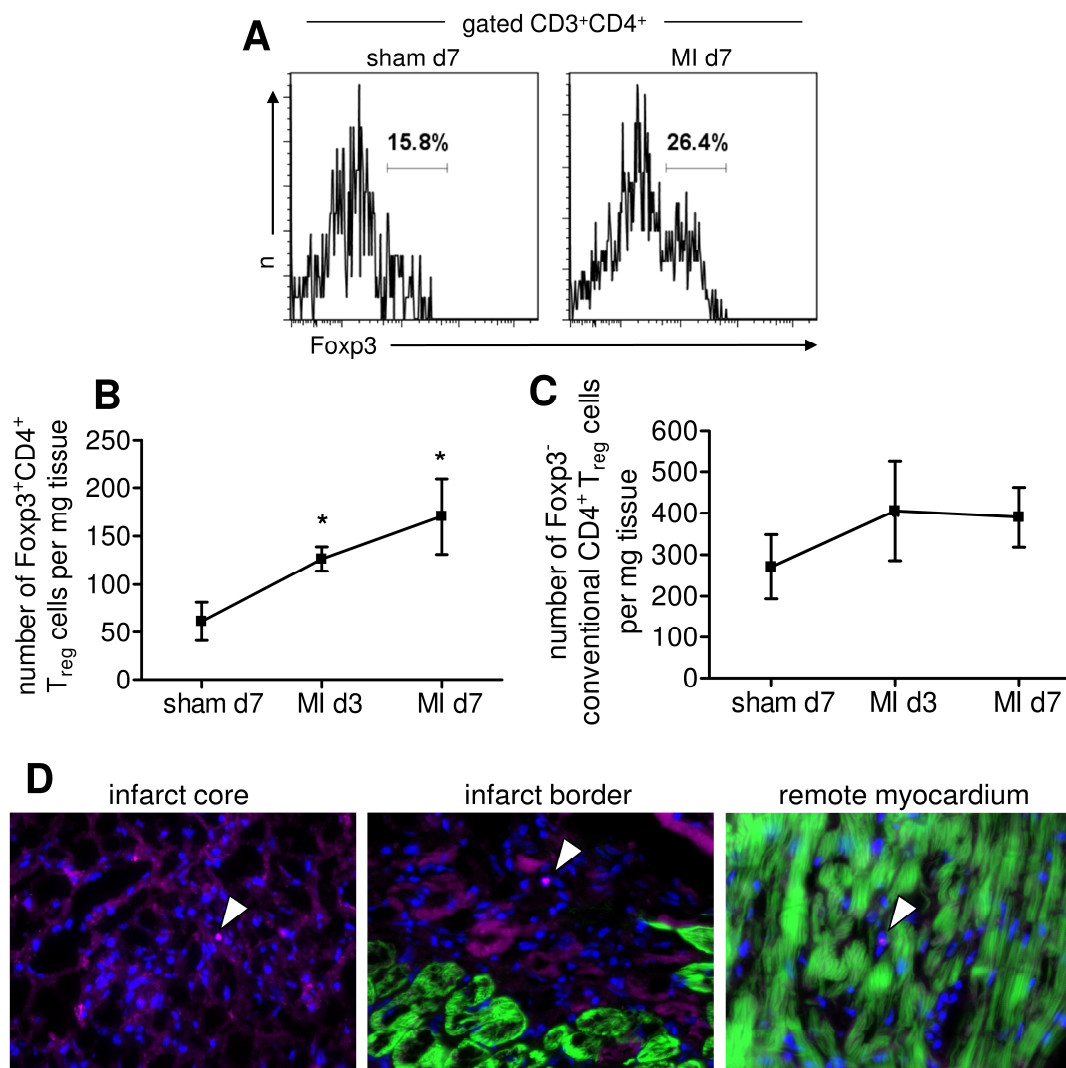 A
gated CD3⁺CD4⁺
sham d7
MI d7
15.8%
26.4%
n
Foxp3
B
number of Foxp3⁺CD4⁺
Treg cells per mg tissue
250
200
150
100
50
0
*
*
sham d7
MI d3
MI d7
C
number of Foxp3⁻
conventional CD4⁺ Treg cells
per mg tissue
600
500
400
300
200
100
0
sham d7
MI d3
MI d7
D
infarct core
infarct border
remote myocardium